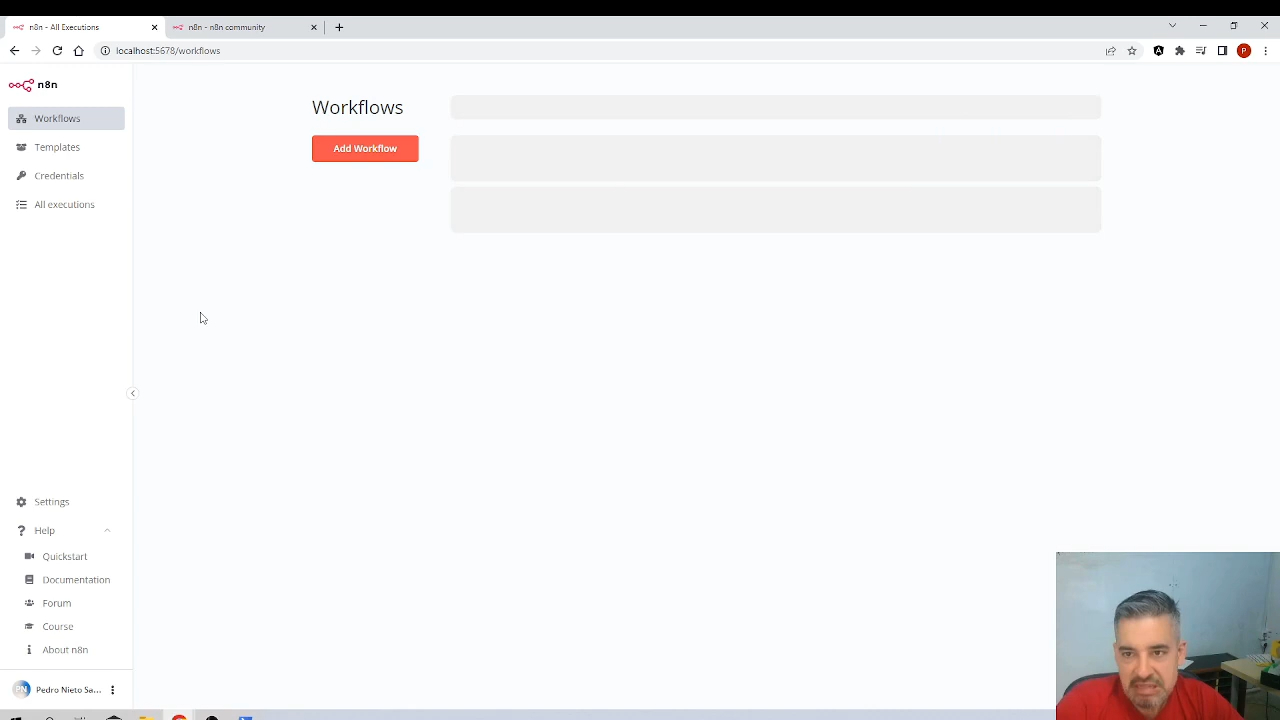 n8n - All Executions
n8n - n8n community
localhost:5678/workflows
P
n8n
Workflows
Templates
Credentials
All executions
Settings
Help
Quickstart
Documentation
Forum
Course
About n8n
PN
Pedro Nieto Sa...
Workflows
Add Workflow